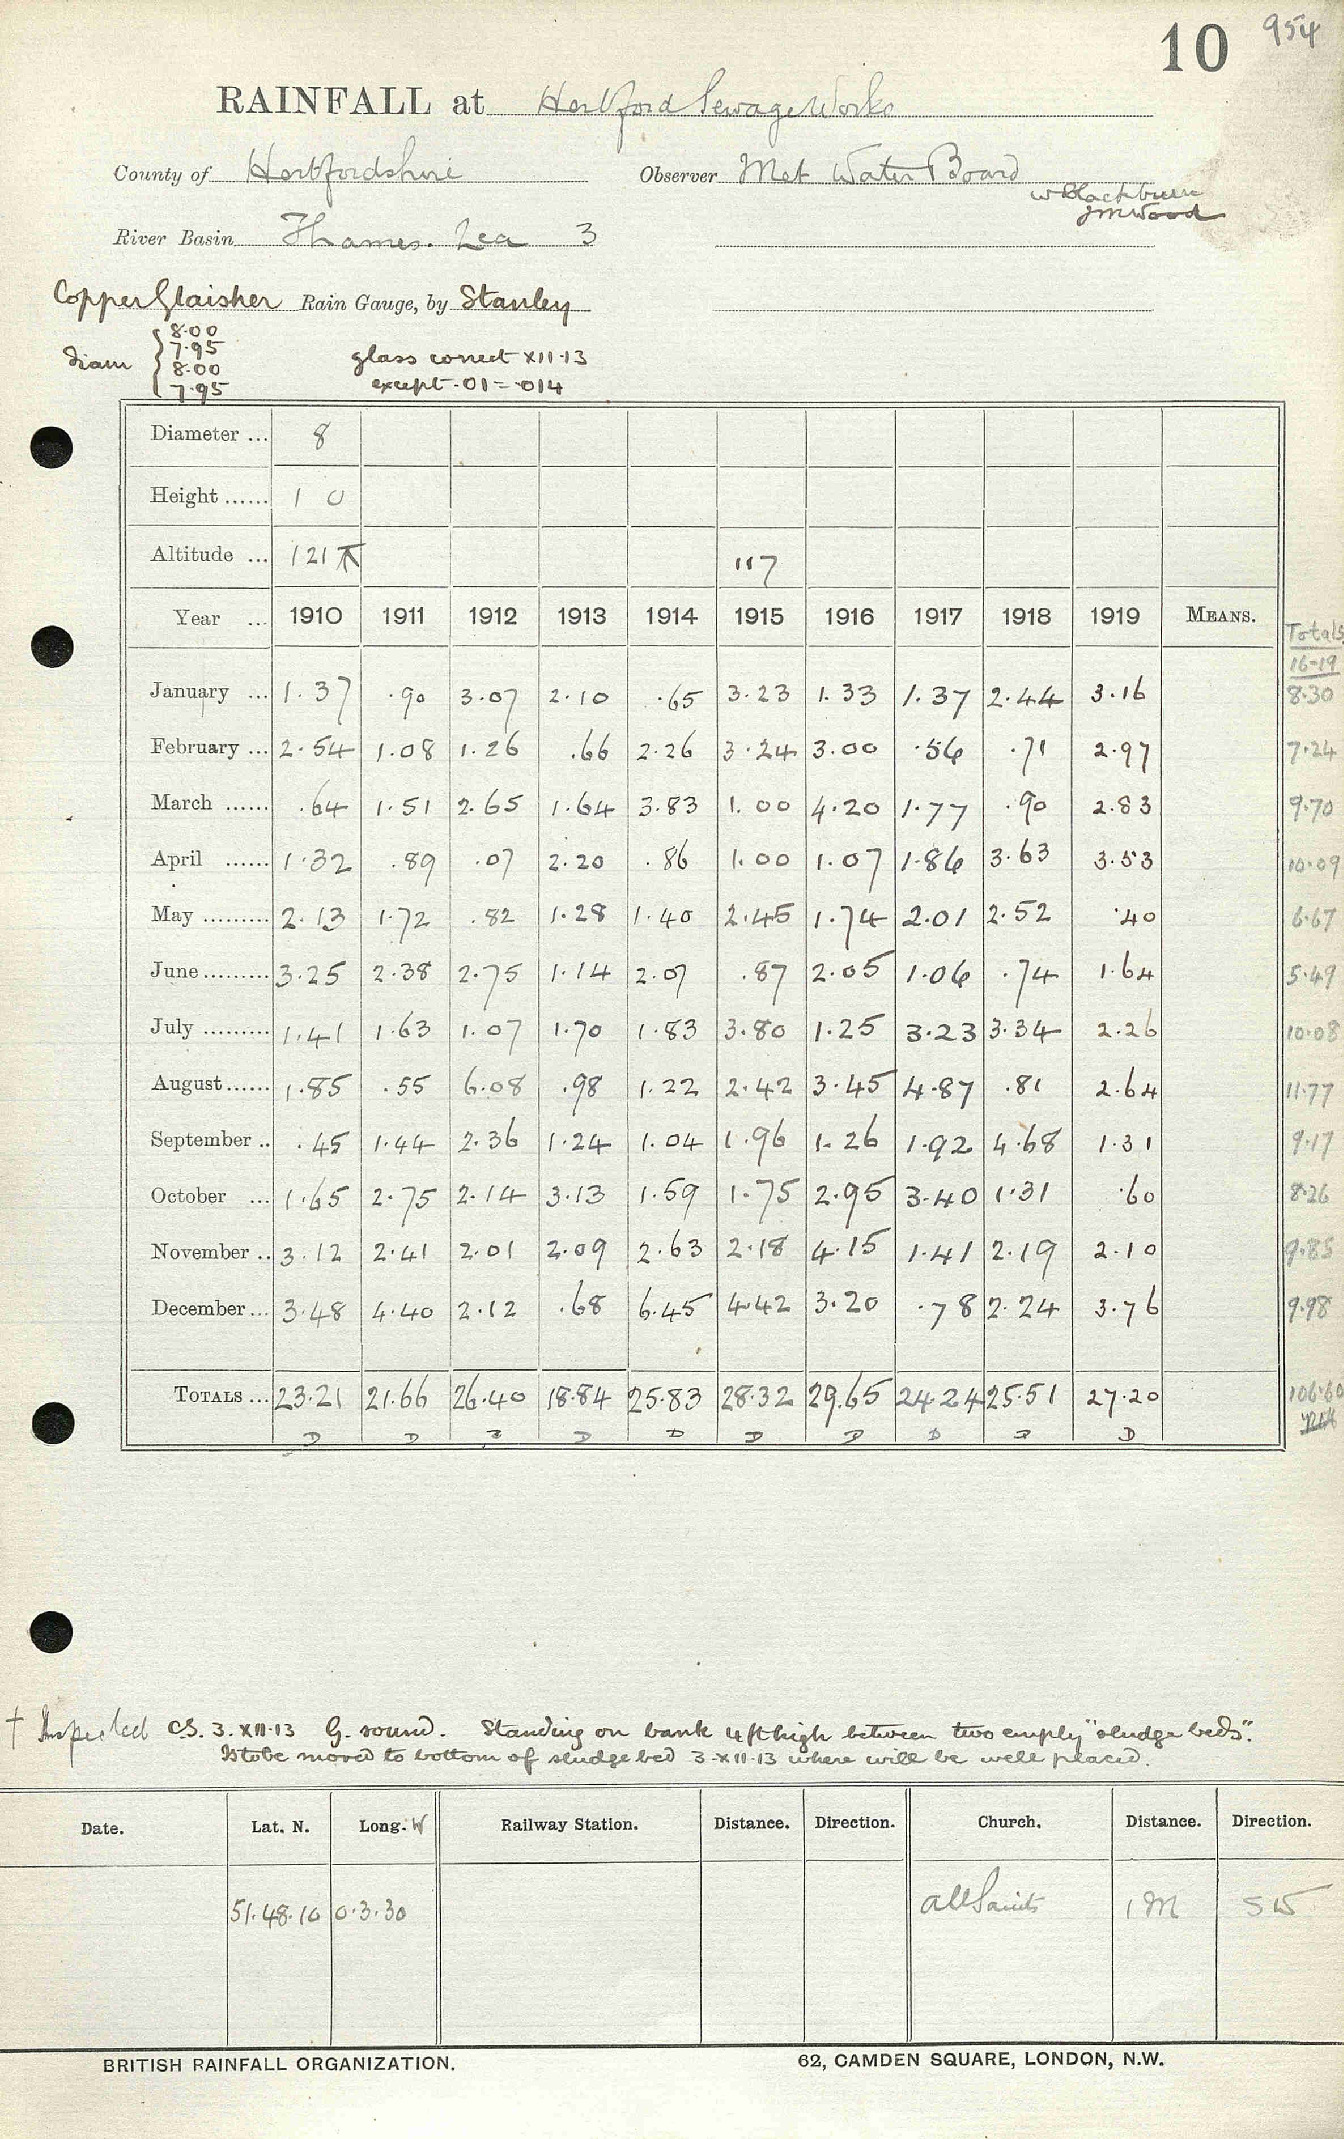 10 954
RAINFALL at Hertford Sewage Works
County of Hertfordshire Observer Met Water Board
W Blackburn
J M Wood
River Basin Thames. Lea 3
Copper Glaisher Rain Gauge, by Stanley
diam { 8.00
7.95
8.00
7.95
glass correct XII.13
except .01 = .014
Diameter ... 8
Height ...... 1 0
Altitude ... 121 117
Year ... 1910 1911 1912 1913 1914 1915 1916 1917 1918 1919 MEANS. Totals 16-19
January ... 1.37 .90 3.07 2.10 .65 3.23 1.33 1.37 2.44 3.16 8.30
February ... 2.54 1.08 1.26 .66 2.26 3.24 3.00 .56 .71 2.97 7.24
March ...... .64 1.51 2.65 1.64 3.83 1.00 4.20 1.77 .90 2.83 9.70
April ...... 1.32 .89 .07 2.20 .86 1.00 1.07 1.86 3.63 3.53 10.09
May ......... 2.13 1.72 .82 1.28 1.40 2.45 1.74 2.01 2.52 .40 6.67
June ......... 3.25 2.38 2.75 1.14 2.07 .87 2.05 1.06 .74 1.64 5.49
July ......... 1.41 1.63 1.07 1.70 1.83 3.80 1.25 3.23 3.34 2.26 10.08
August ...... 1.85 .55 6.08 .98 1.22 2.42 3.45 4.87 .81 2.64 11.77
September .. .45 1.44 2.36 1.24 1.04 1.96 1.26 1.92 4.68 1.31 9.17
October ... 1.65 2.75 2.14 3.13 1.59 1.75 2.95 3.40 1.31 .60 8.26
November .. 3.12 2.41 2.01 2.09 2.63 2.18 4.15 1.41 2.19 2.10 9.85
December ... 3.48 4.40 2.12 .68 6.45 4.42 3.20 .78 2.24 3.76 9.98
TOTALS ... 23.21 21.66 26.40 18.84 25.83 28.32 29.65 24.24 25.51 27.20 106.60
D D D D D D D D D D
† Inspected CS. 3.XII.13 G. round. Standing on bank 4ft high between two empty "sludge beds".
Is to be moved to bottom of sludge bed 3.XII.13 where will be well placed.
Date. Lat. N. Long. W Railway Station. Distance. Direction. Church. Distance. Direction.
51.48.10 0.3.30 All Saints 1 M SW
BRITISH RAINFALL ORGANIZATION. 62, CAMDEN SQUARE, LONDON, N.W.